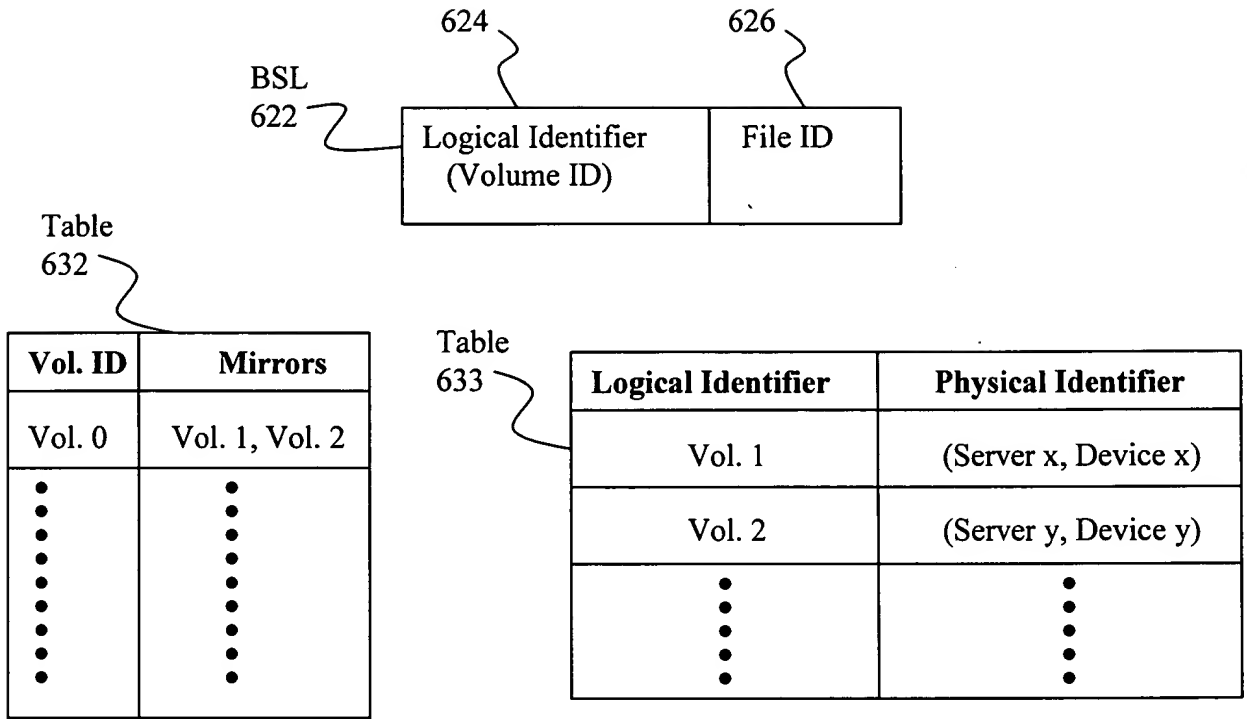 624
626
BSL
622
Logical Identifier
(Volume ID)
File ID
Table
632
Vol. ID Mirrors
Vol. 0 Vol. 1, Vol. 2
Table
633
Logical Identifier Physical Identifier
Vol. 1 (Server x, Device x)
Vol. 2 (Server y, Device y)